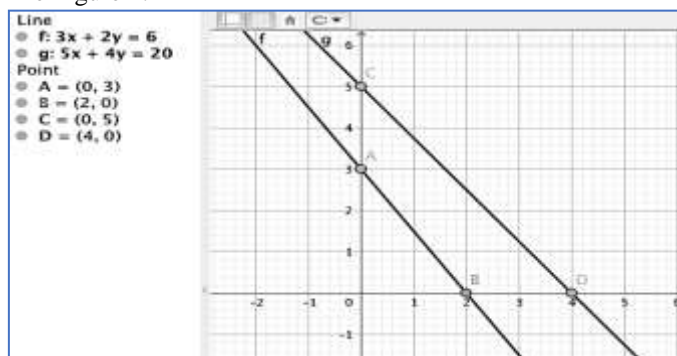 Line
f: 3x + 2y = 6
g: 5x + 4y = 20
Point
A = (0, 3)
B = (2, 0)
C = (0, 5)
D = (4, 0)
f
g
6
C
5
4
A
3
2
1
B
D
-2
-1
0
1
2
3
4
5
6
-1